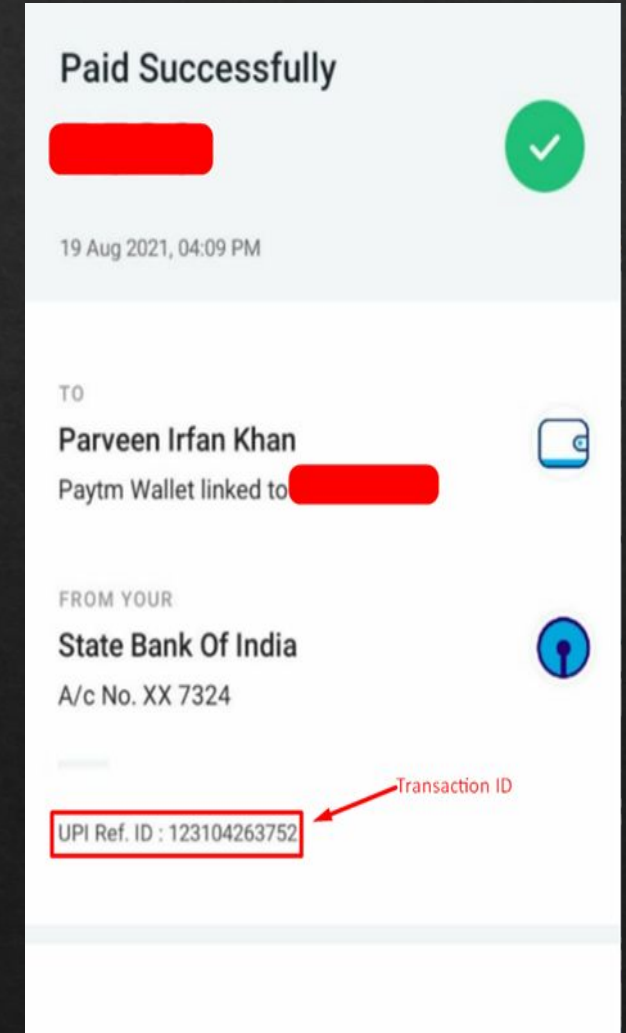 Paid Successfully
19 Aug 2021, 04:09 PM
TO
Parveen Irfan Khan
Paytm Wallet linked to
FROM YOUR
State Bank Of India
A/c No. XX 7324
Transaction ID
UPI Ref. ID : 123104263752